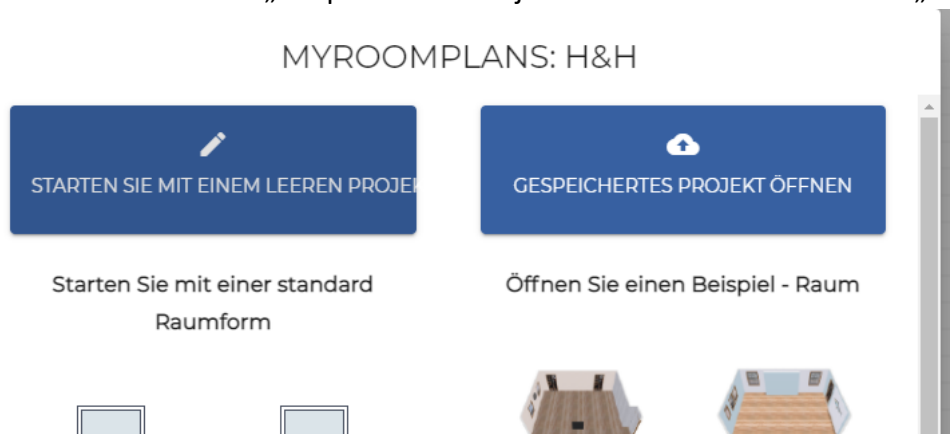 MYROOMPLANS: H&H
STARTEN SIE MIT EINEM LEEREN PROJE
GESPEICHERTES PROJEKT ÖFFNEN
Starten Sie mit einer standard
Raumform
Öffnen Sie einen Beispiel - Raum